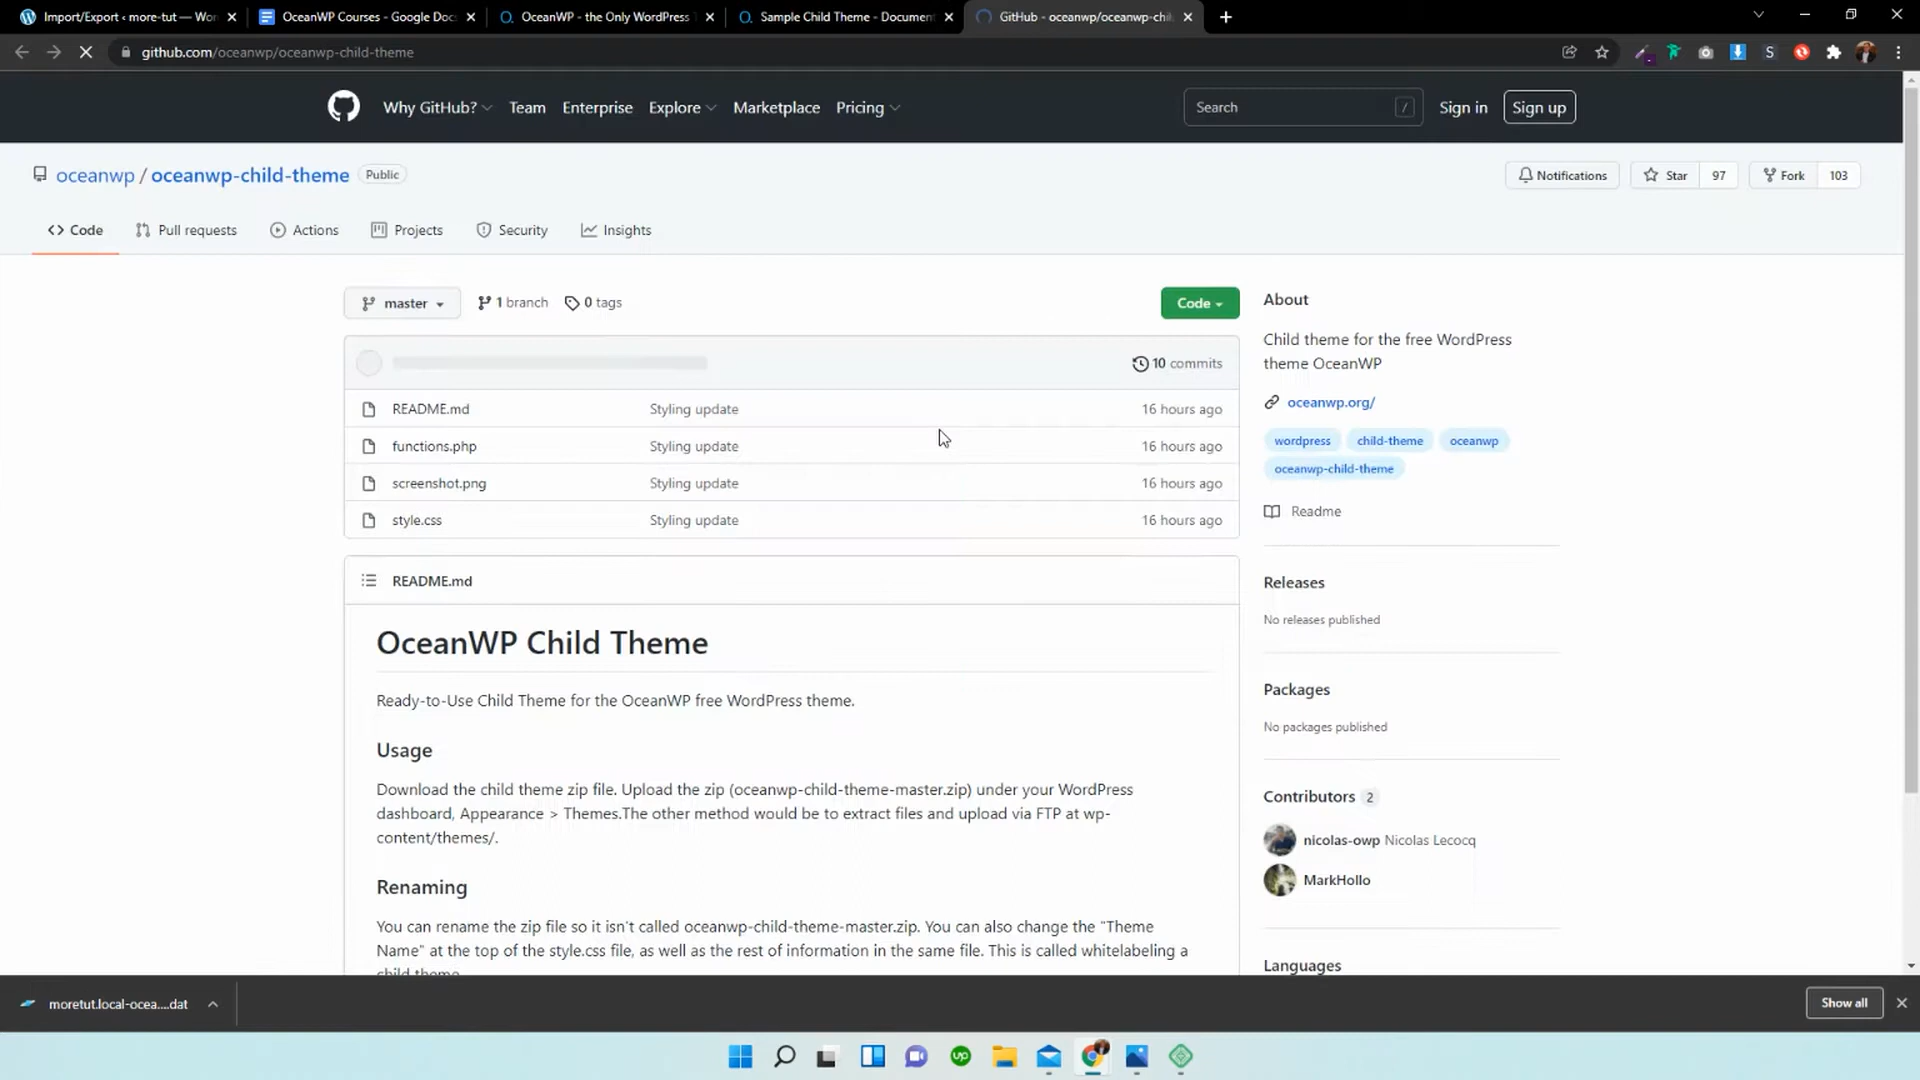 Import/Export ‹ more-tut — Wor
OceanWP Courses - Google Docs
OceanWP - the Only WordPress T
Sample Child Theme - Document
GitHub - oceanwp/oceanwp-chil
github.com/oceanwp/oceanwp-child-theme
Why GitHub?
Team
Enterprise
Explore
Marketplace
Pricing
Search
/
Sign in
Sign up
oceanwp / oceanwp-child-theme
Public
Notifications
Star 97
Fork 103
Code
Pull requests
Actions
Projects
Security
Insights
master
1 branch
0 tags
Code
10 commits
README.md Styling update 16 hours ago
functions.php Styling update 16 hours ago
screenshot.png Styling update 16 hours ago
style.css Styling update 16 hours ago
README.md
OceanWP Child Theme
Ready-to-Use Child Theme for the OceanWP free WordPress theme.
Usage
Download the child theme zip file. Upload the zip (oceanwp-child-theme-master.zip) under your WordPress
dashboard, Appearance > Themes.The other method would be to extract files and upload via FTP at wp-
content/themes/.
Renaming
You can rename the zip file so it isn't called oceanwp-child-theme-master.zip. You can also change the "Theme
Name" at the top of the style.css file, as well as the rest of information in the same file. This is called whitelabeling a
child theme.
About
Child theme for the free WordPress
theme OceanWP
oceanwp.org/
wordpress
child-theme
oceanwp
oceanwp-child-theme
Readme
Releases
No releases published
Packages
No packages published
Contributors 2
nicolas-owp Nicolas Lecocq
MarkHollo
Languages
moretut.local-ocea....dat
Show all
up